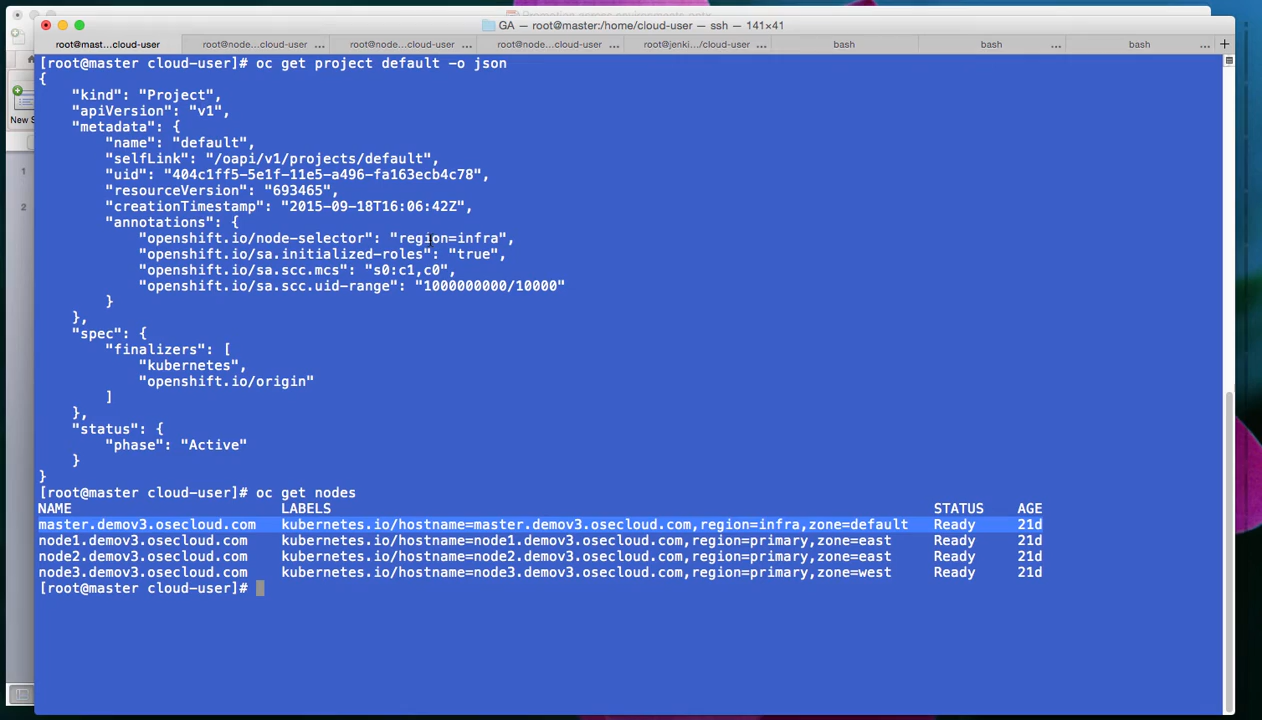 GA — root@master:/home/cloud-user — ssh — 141×41
root@mast...cloud-user root@node...cloud-user ... root@node...cloud-user ... root@node...cloud-user ... root@jenki.../cloud-user ... bash bash ... bash ... +
[root@master cloud-user]# oc get project default -o json
{
    "kind": "Project",
    "apiVersion": "v1",
    "metadata": {
        "name": "default",
        "selfLink": "/oapi/v1/projects/default",
        "uid": "404c1ff5-5e1f-11e5-a496-fa163ecb4c78",
        "resourceVersion": "693465",
        "creationTimestamp": "2015-09-18T16:06:42Z",
        "annotations": {
            "openshift.io/node-selector": "region=infra",
            "openshift.io/sa.initialized-roles": "true",
            "openshift.io/sa.scc.mcs": "s0:c1,c0",
            "openshift.io/sa.scc.uid-range": "1000000000/10000"
        }
    },
    "spec": {
        "finalizers": [
            "kubernetes",
            "openshift.io/origin"
        ]
    },
    "status": {
        "phase": "Active"
    }
}
[root@master cloud-user]# oc get nodes
NAME LABELS STATUS AGE
master.demov3.osecloud.com kubernetes.io/hostname=master.demov3.osecloud.com,region=infra,zone=default Ready 21d
node1.demov3.osecloud.com kubernetes.io/hostname=node1.demov3.osecloud.com,region=primary,zone=east Ready 21d
node2.demov3.osecloud.com kubernetes.io/hostname=node2.demov3.osecloud.com,region=primary,zone=east Ready 21d
node3.demov3.osecloud.com kubernetes.io/hostname=node3.demov3.osecloud.com,region=primary,zone=west Ready 21d
[root@master cloud-user]#
New S
1
2